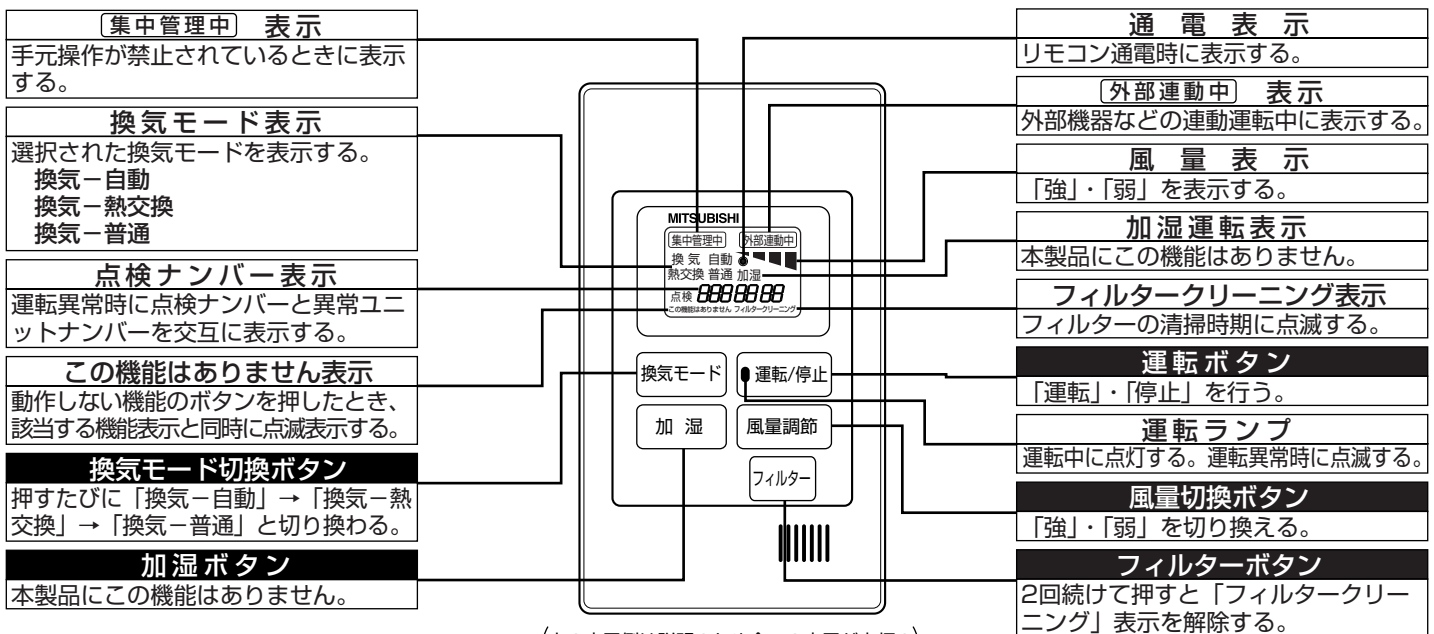 集中管理中 表示
手元操作が禁止されているときに表示
する。
換気モード表示
選択された換気モードを表示する。
換気－自動
換気－熱交換
換気－普通
点検ナンバー表示
運転異常時に点検ナンバーと異常ユニ
ットナンバーを交互に表示する。
この機能はありません表示
動作しない機能のボタンを押したとき、
該当する機能表示と同時に点滅表示する。
換気モード切換ボタン
押すたびに「換気－自動」→「換気－熱
交換」→「換気－普通」と切り換わる。
加湿ボタン
本製品にこの機能はありません。
MITSUBISHI
集中管理中 外部連動中
換気 自動
熱交換 普通 加湿
点検 888 88 88
この機能はありません フィルタークリーニング
換気モード 運転/停止
加 湿 風量調節
フィルター
通電表示
リモコン通電時に表示する。
外部連動中 表示
外部機器などの連動運転中に表示する。
風量表示
「強」・「弱」を表示する。
加湿運転表示
本製品にこの機能はありません。
フィルタークリーニング表示
フィルターの清掃時期に点滅する。
運転ボタン
「運転」・「停止」を行う。
運転ランプ
運転中に点灯する。運転異常時に点滅する。
風量切換ボタン
「強」・「弱」を切り換える。
フィルターボタン
2回続けて押すと「フィルタークリー
ニング」表示を解除する。